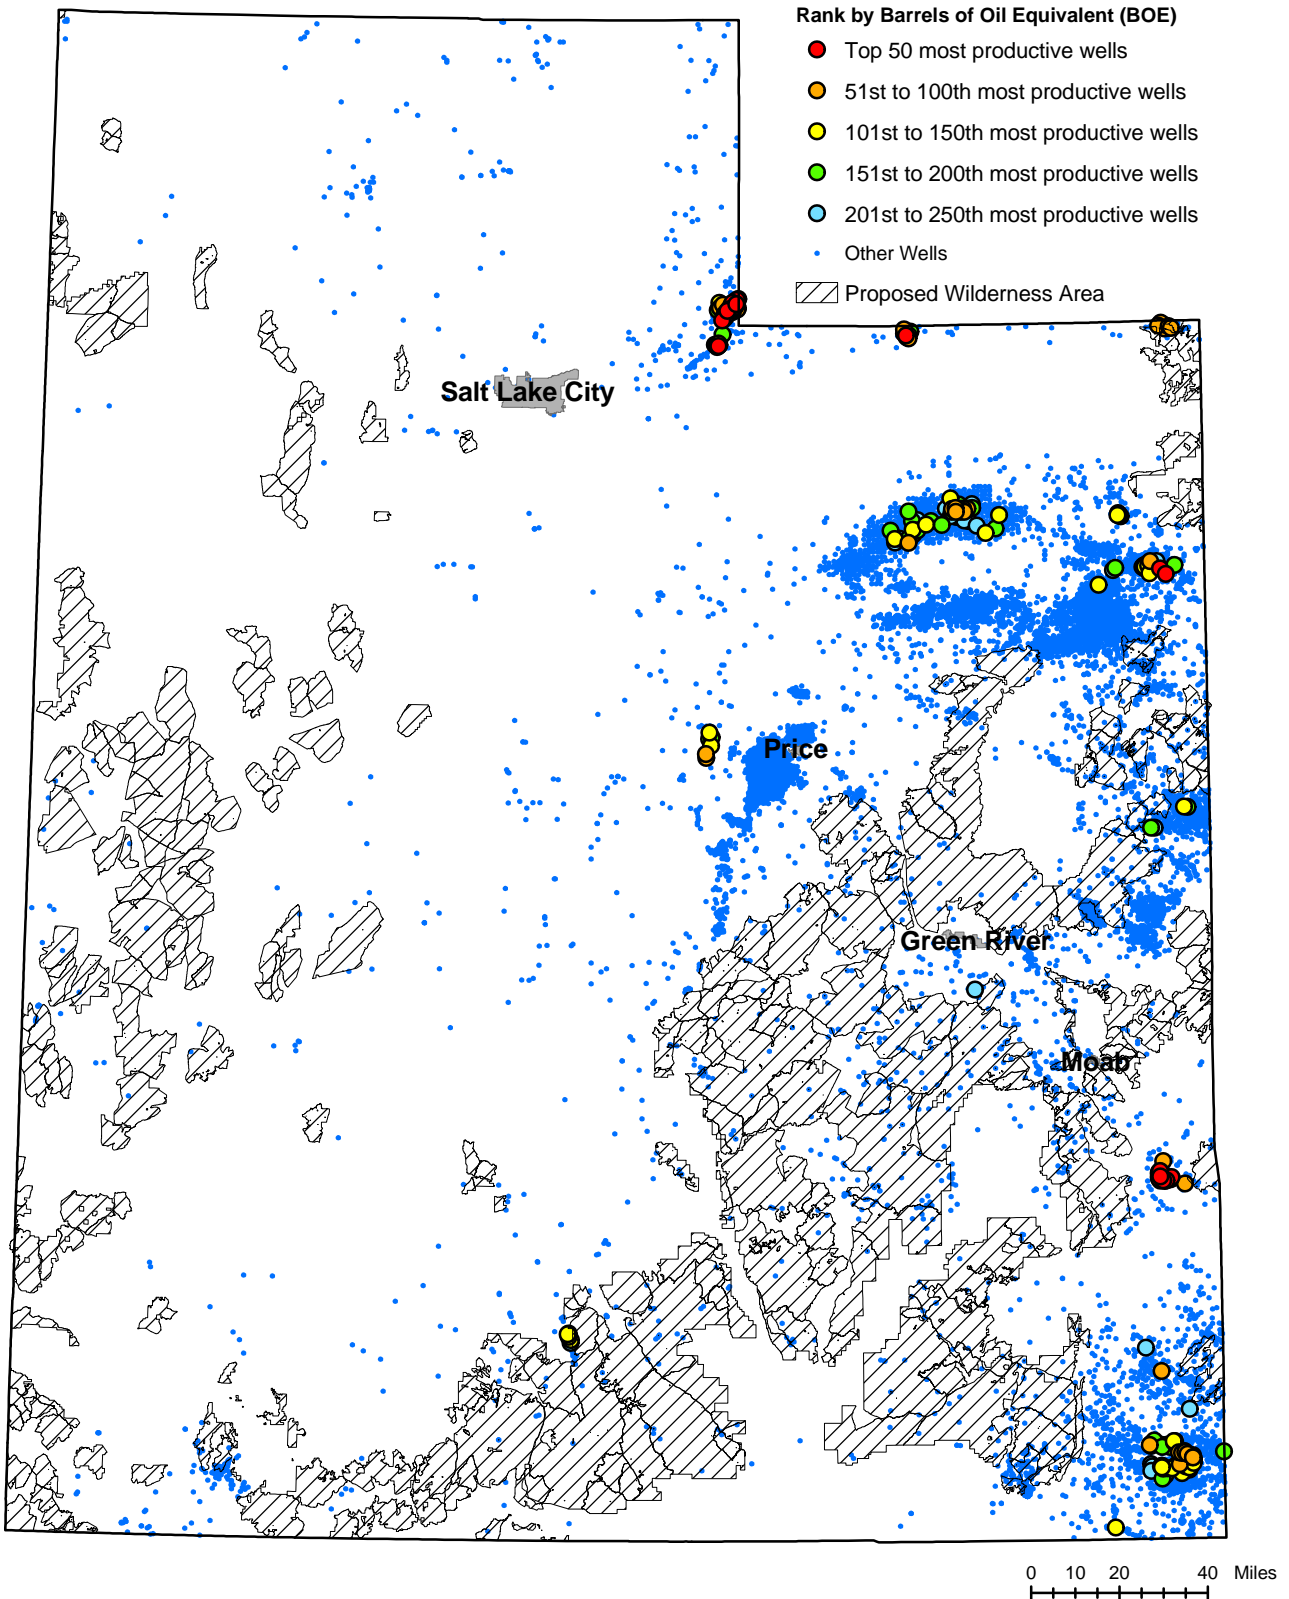 Rank by Barrels of Oil Equivalent (BOE)
Top 50 most productive wells
51st to 100th most productive wells
101st to 150th most productive wells
151st to 200th most productive wells
201st to 250th most productive wells
Other Wells
Proposed Wilderness Area
Salt Lake City
Price
Green River
Moab
0 10 20 40 Miles